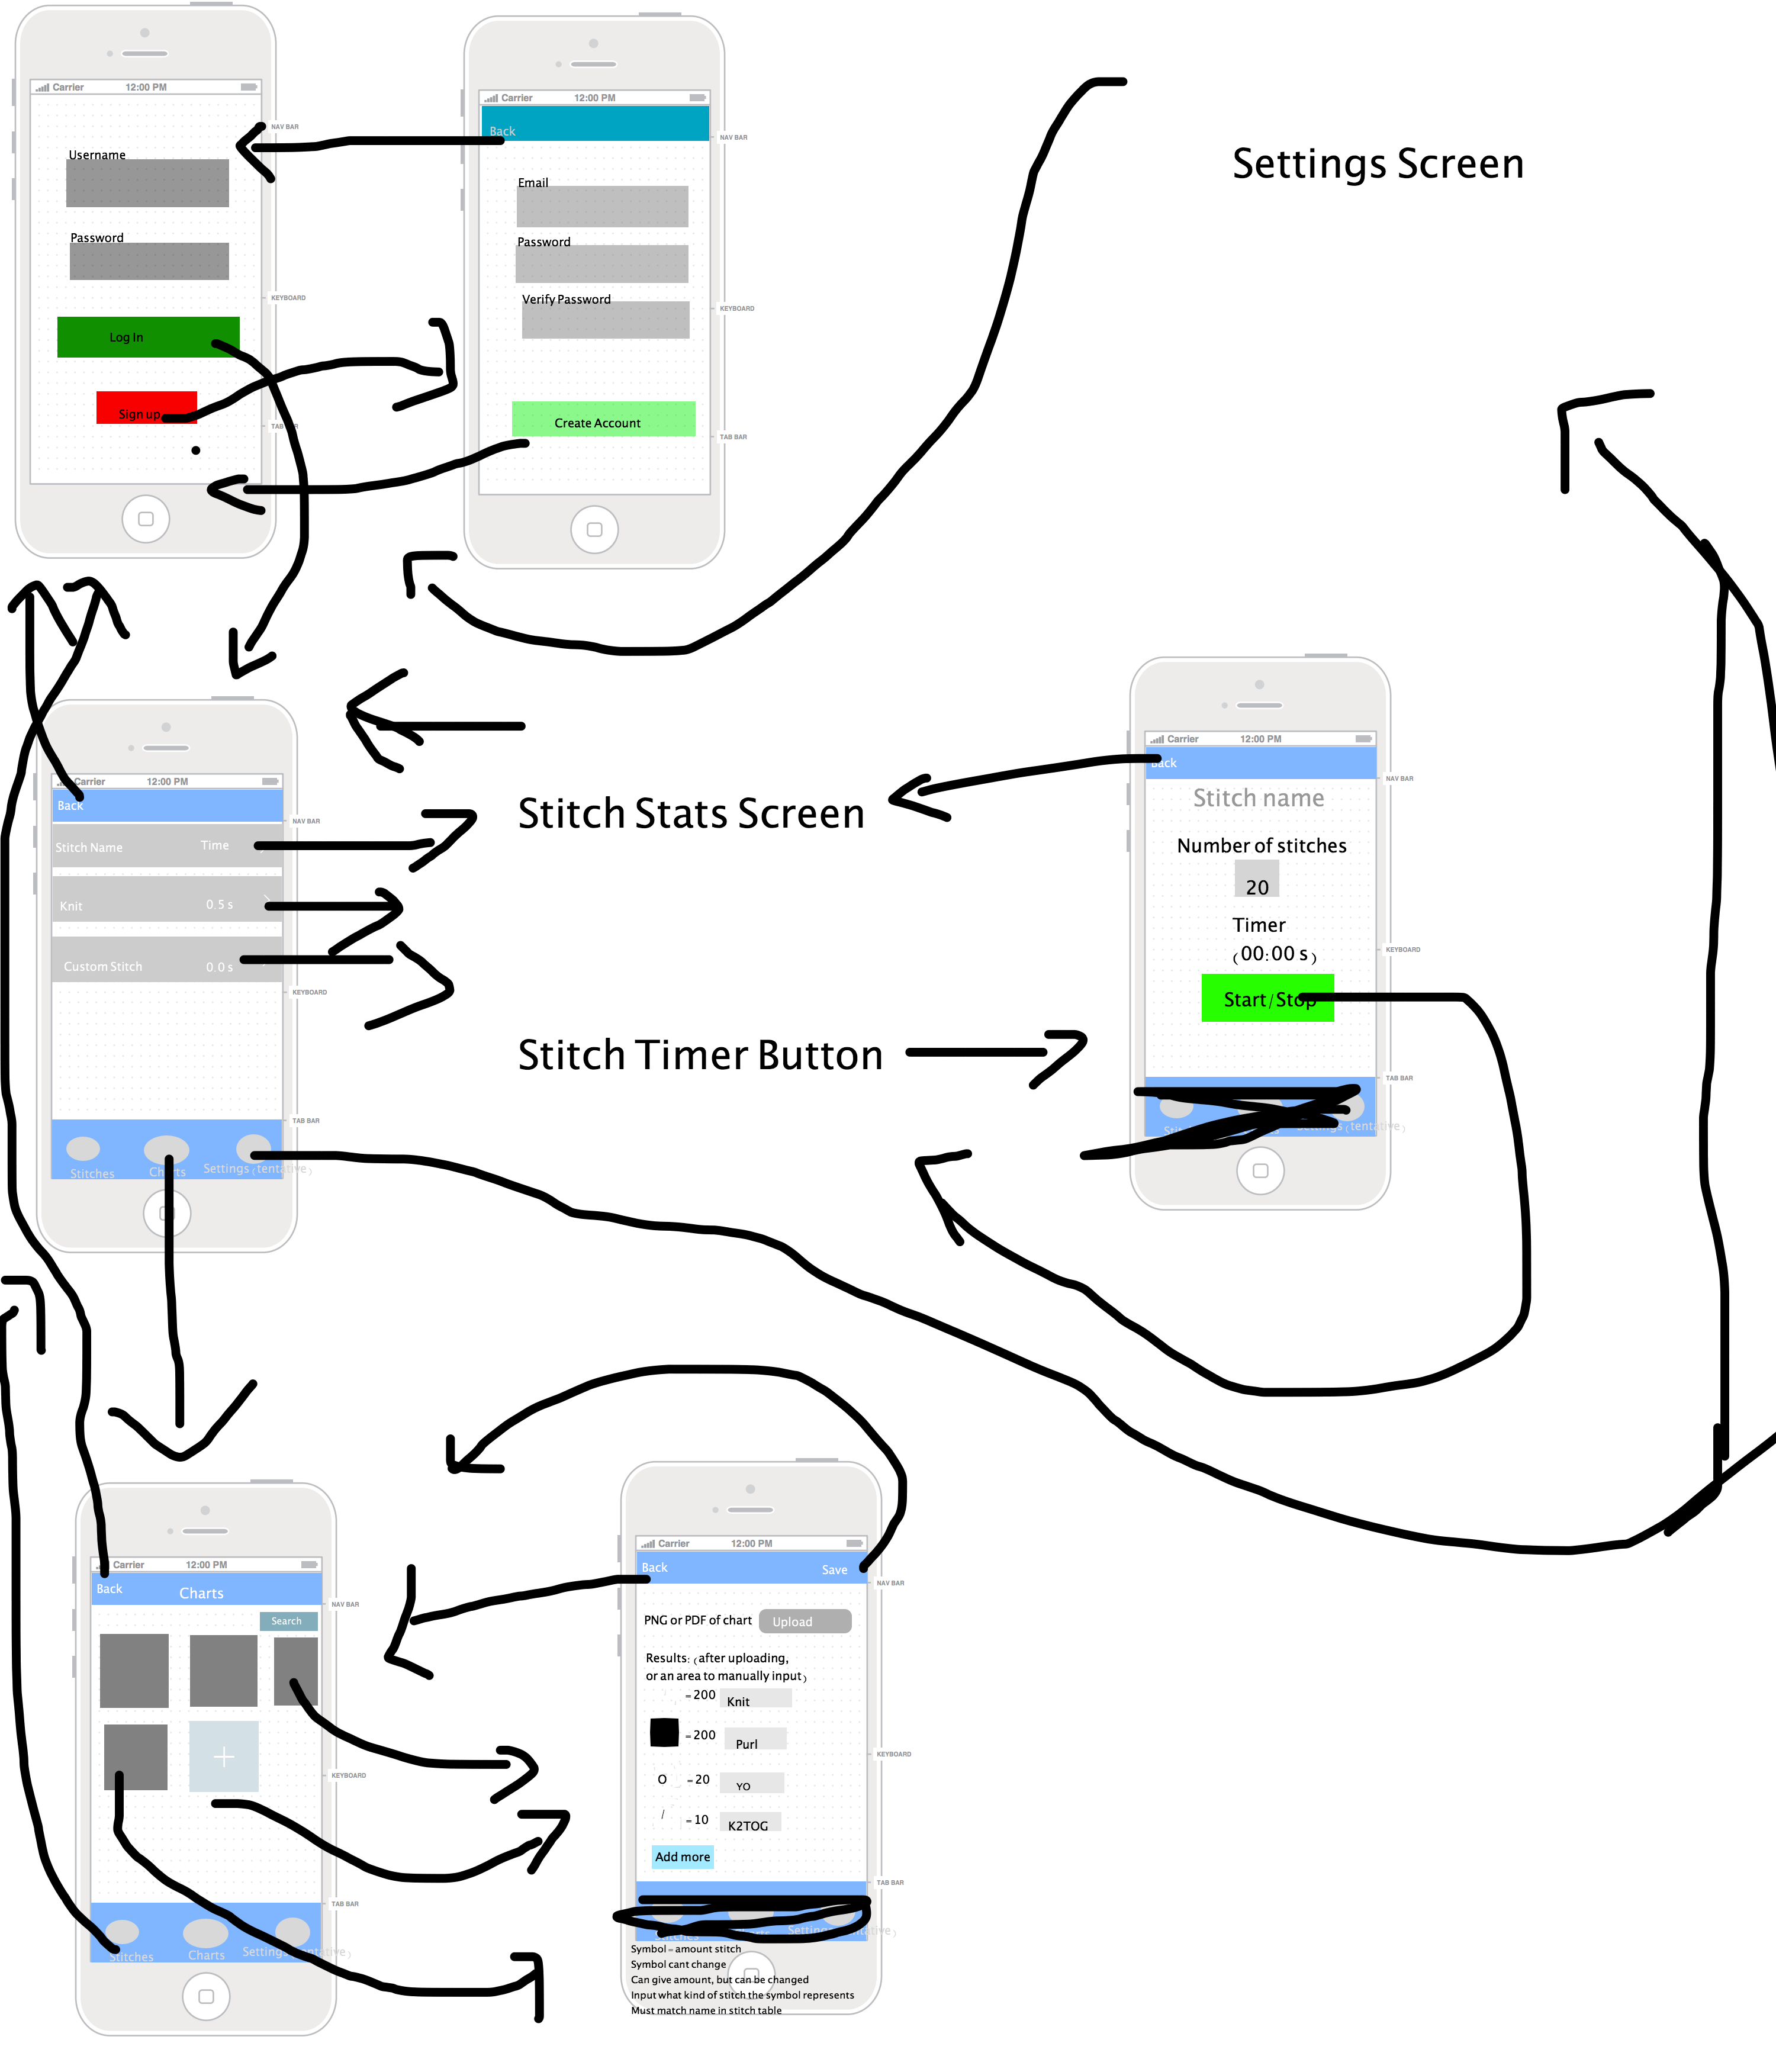 Carrier 12:00 PM
NAV BAR
Username
Password
KEYBOARD
Log In
Sign up
TAB BAR
Carrier 12:00 PM
Back
NAV BAR
Email
Password
Verify Password
KEYBOARD
Create Account
TAB BAR
Settings Screen
Carrier 12:00 PM
Back
NAV BAR
Stitch Name Time
Knit 0.5 s
Custom Stitch 0.0 s
KEYBOARD
TAB BAR
Stitches Charts Settings (tentative)
Stitch Stats Screen
Stitch Timer Button
Carrier 12:00 PM
Back
NAV BAR
Stitch name
Number of stitches
20
Timer
(00:00 s)
KEYBOARD
Start/Stop
TAB BAR
Settings (tentative)
Carrier 12:00 PM
Back Charts
NAV BAR
Search
+
KEYBOARD
TAB BAR
Stitches Charts Settings (tentative)
Carrier 12:00 PM
Back Save
NAV BAR
PNG or PDF of chart Upload
Results: (after uploading,
or an area to manually input)
=200 Knit
=200 Purl
KEYBOARD
O =20 YO
/ =10 K2TOG
Add more
TAB BAR
Symbol = amount stitch
Symbol cant change
Can give amount, but can be changed
Input what kind of stitch the symbol represents
Must match name in stitch table